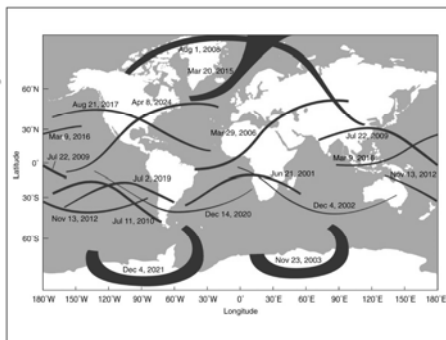 Aug 1, 2008
Mar 20, 2015
60°N
Aug 21, 2017
Apr 8, 2024
30°N
Mar 9, 2016
Mar 29, 2006
Jul 22, 2009
Jul 22, 2009
Mar 9, 2016
0°
Jul 2, 2019
Jun 21, 2001
Nov 13, 2012
30°S
Nov 13, 2012
Jul 11, 2010
Dec 14, 2020
Dec 4, 2002
60°S
Dec 4, 2021
Nov 23, 2003
Latitude
180°W 150°W 120°W 90°W 60°W 30°W 0° 30°E 60°E 90°E 120°E 150°E 180°E
Longitude